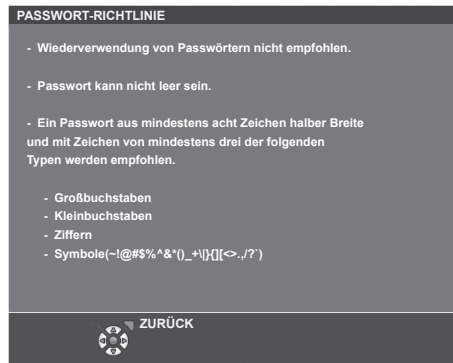 PASSWORT-RICHTLINIE
- Wiederverwendung von Passwörtern nicht empfohlen.
- Passwort kann nicht leer sein.
- Ein Passwort aus mindestens acht Zeichen halber Breite
und mit Zeichen von mindestens drei der folgenden
Typen werden empfohlen.
- Großbuchstaben
- Kleinbuchstaben
- Ziffern
- Symbole(~!@#$%^&*()_+\|}{][<>.,/?`)
ZURÜCK